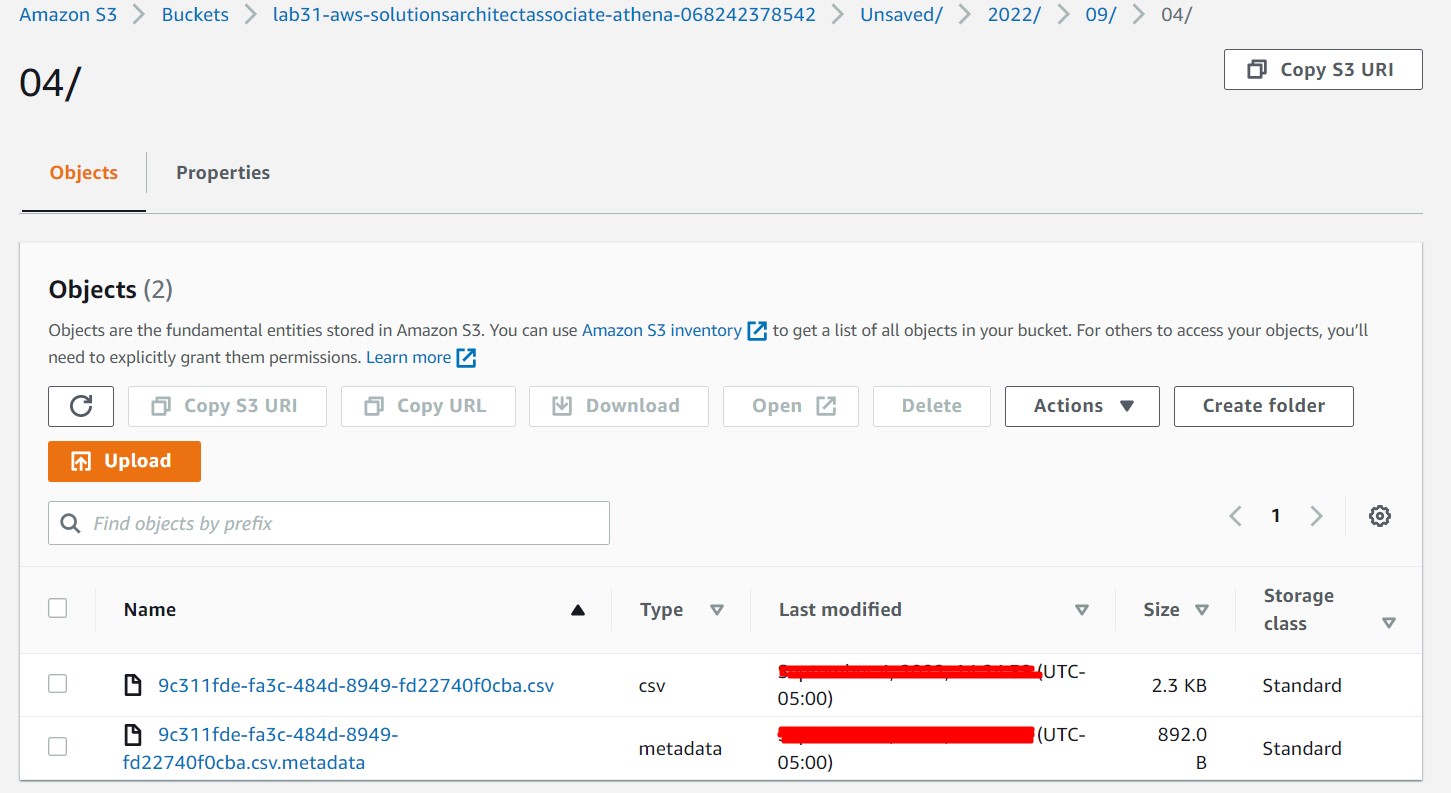 Amazon S3 > Buckets > lab31-aws-solutionsarchitectassociate-athena-068242378542 > Unsaved/ > 2022/ > 09/ > 04/
04/
Copy S3 URI
Objects Properties
Objects (2)
Objects are the fundamental entities stored in Amazon S3. You can use Amazon S3 inventory to get a list of all objects in your bucket. For others to access your objects, you’ll
need to explicitly grant them permissions. Learn more
Copy S3 URI Copy URL Download Open Delete Actions Create folder
Upload
Find objects by prefix
1
Name Type Last modified Size Storage
class
9c311fde-fa3c-484d-8949-fd22740f0cba.csv csv (UTC-
05:00) 2.3 KB Standard
9c311fde-fa3c-484d-8949-
fd22740f0cba.csv.metadata metadata (UTC-
05:00) 892.0
B Standard